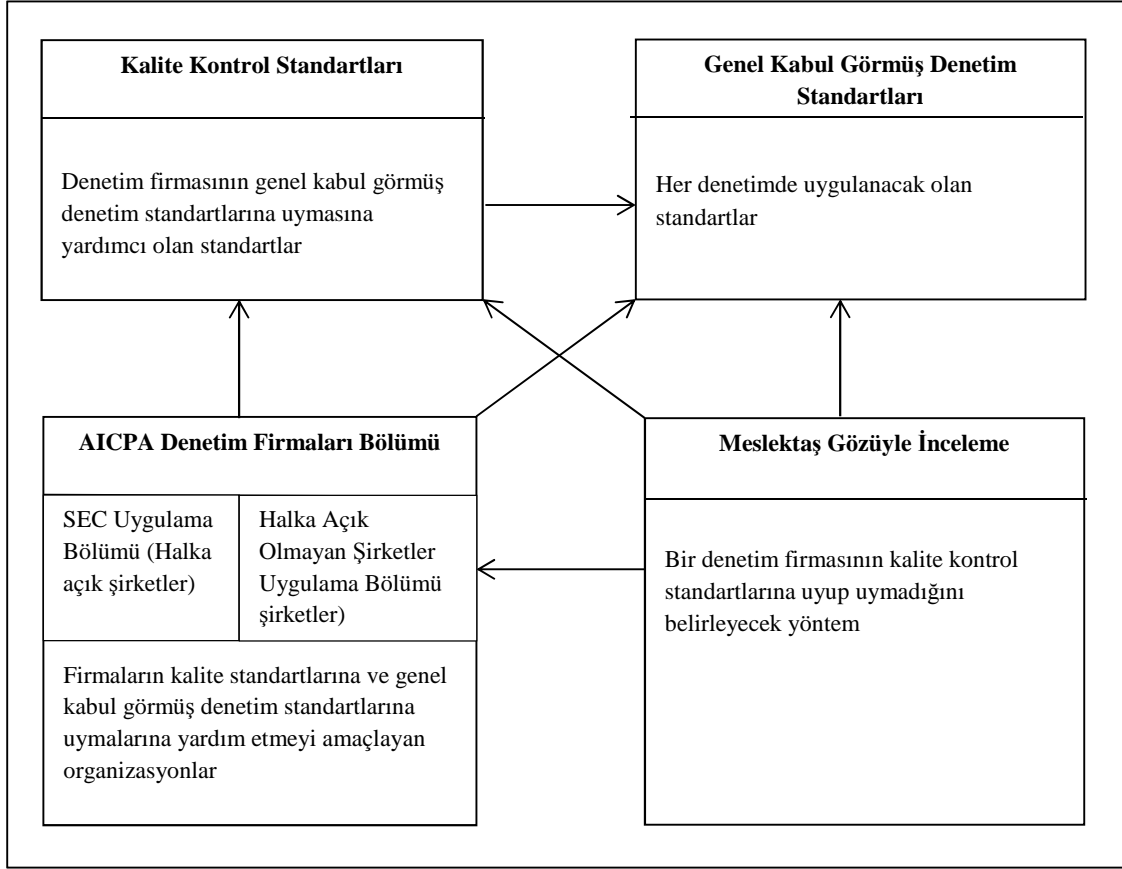 Kalite Kontrol Standartları
Denetim firmasının genel kabul görmüş
denetim standartlarına uymasına
yardımcı olan standartlar
Genel Kabul Görmüş Denetim
Standartları
Her denetimde uygulanacak olan
standartlar
AICPA Denetim Firmaları Bölümü
SEC Uygulama
Bölümü (Halka
açık şirketler)
Halka Açık
Olmayan Şirketler
Uygulama Bölümü
şirketler)
Firmaların kalite standartlarına ve genel
kabul görmüş denetim standartlarına
uymalarına yardım etmeyi amaçlayan
organizasyonlar
Meslektaş Gözüyle İnceleme
Bir denetim firmasının kalite kontrol
standartlarına uyup uymadığını
belirleyecek yöntem